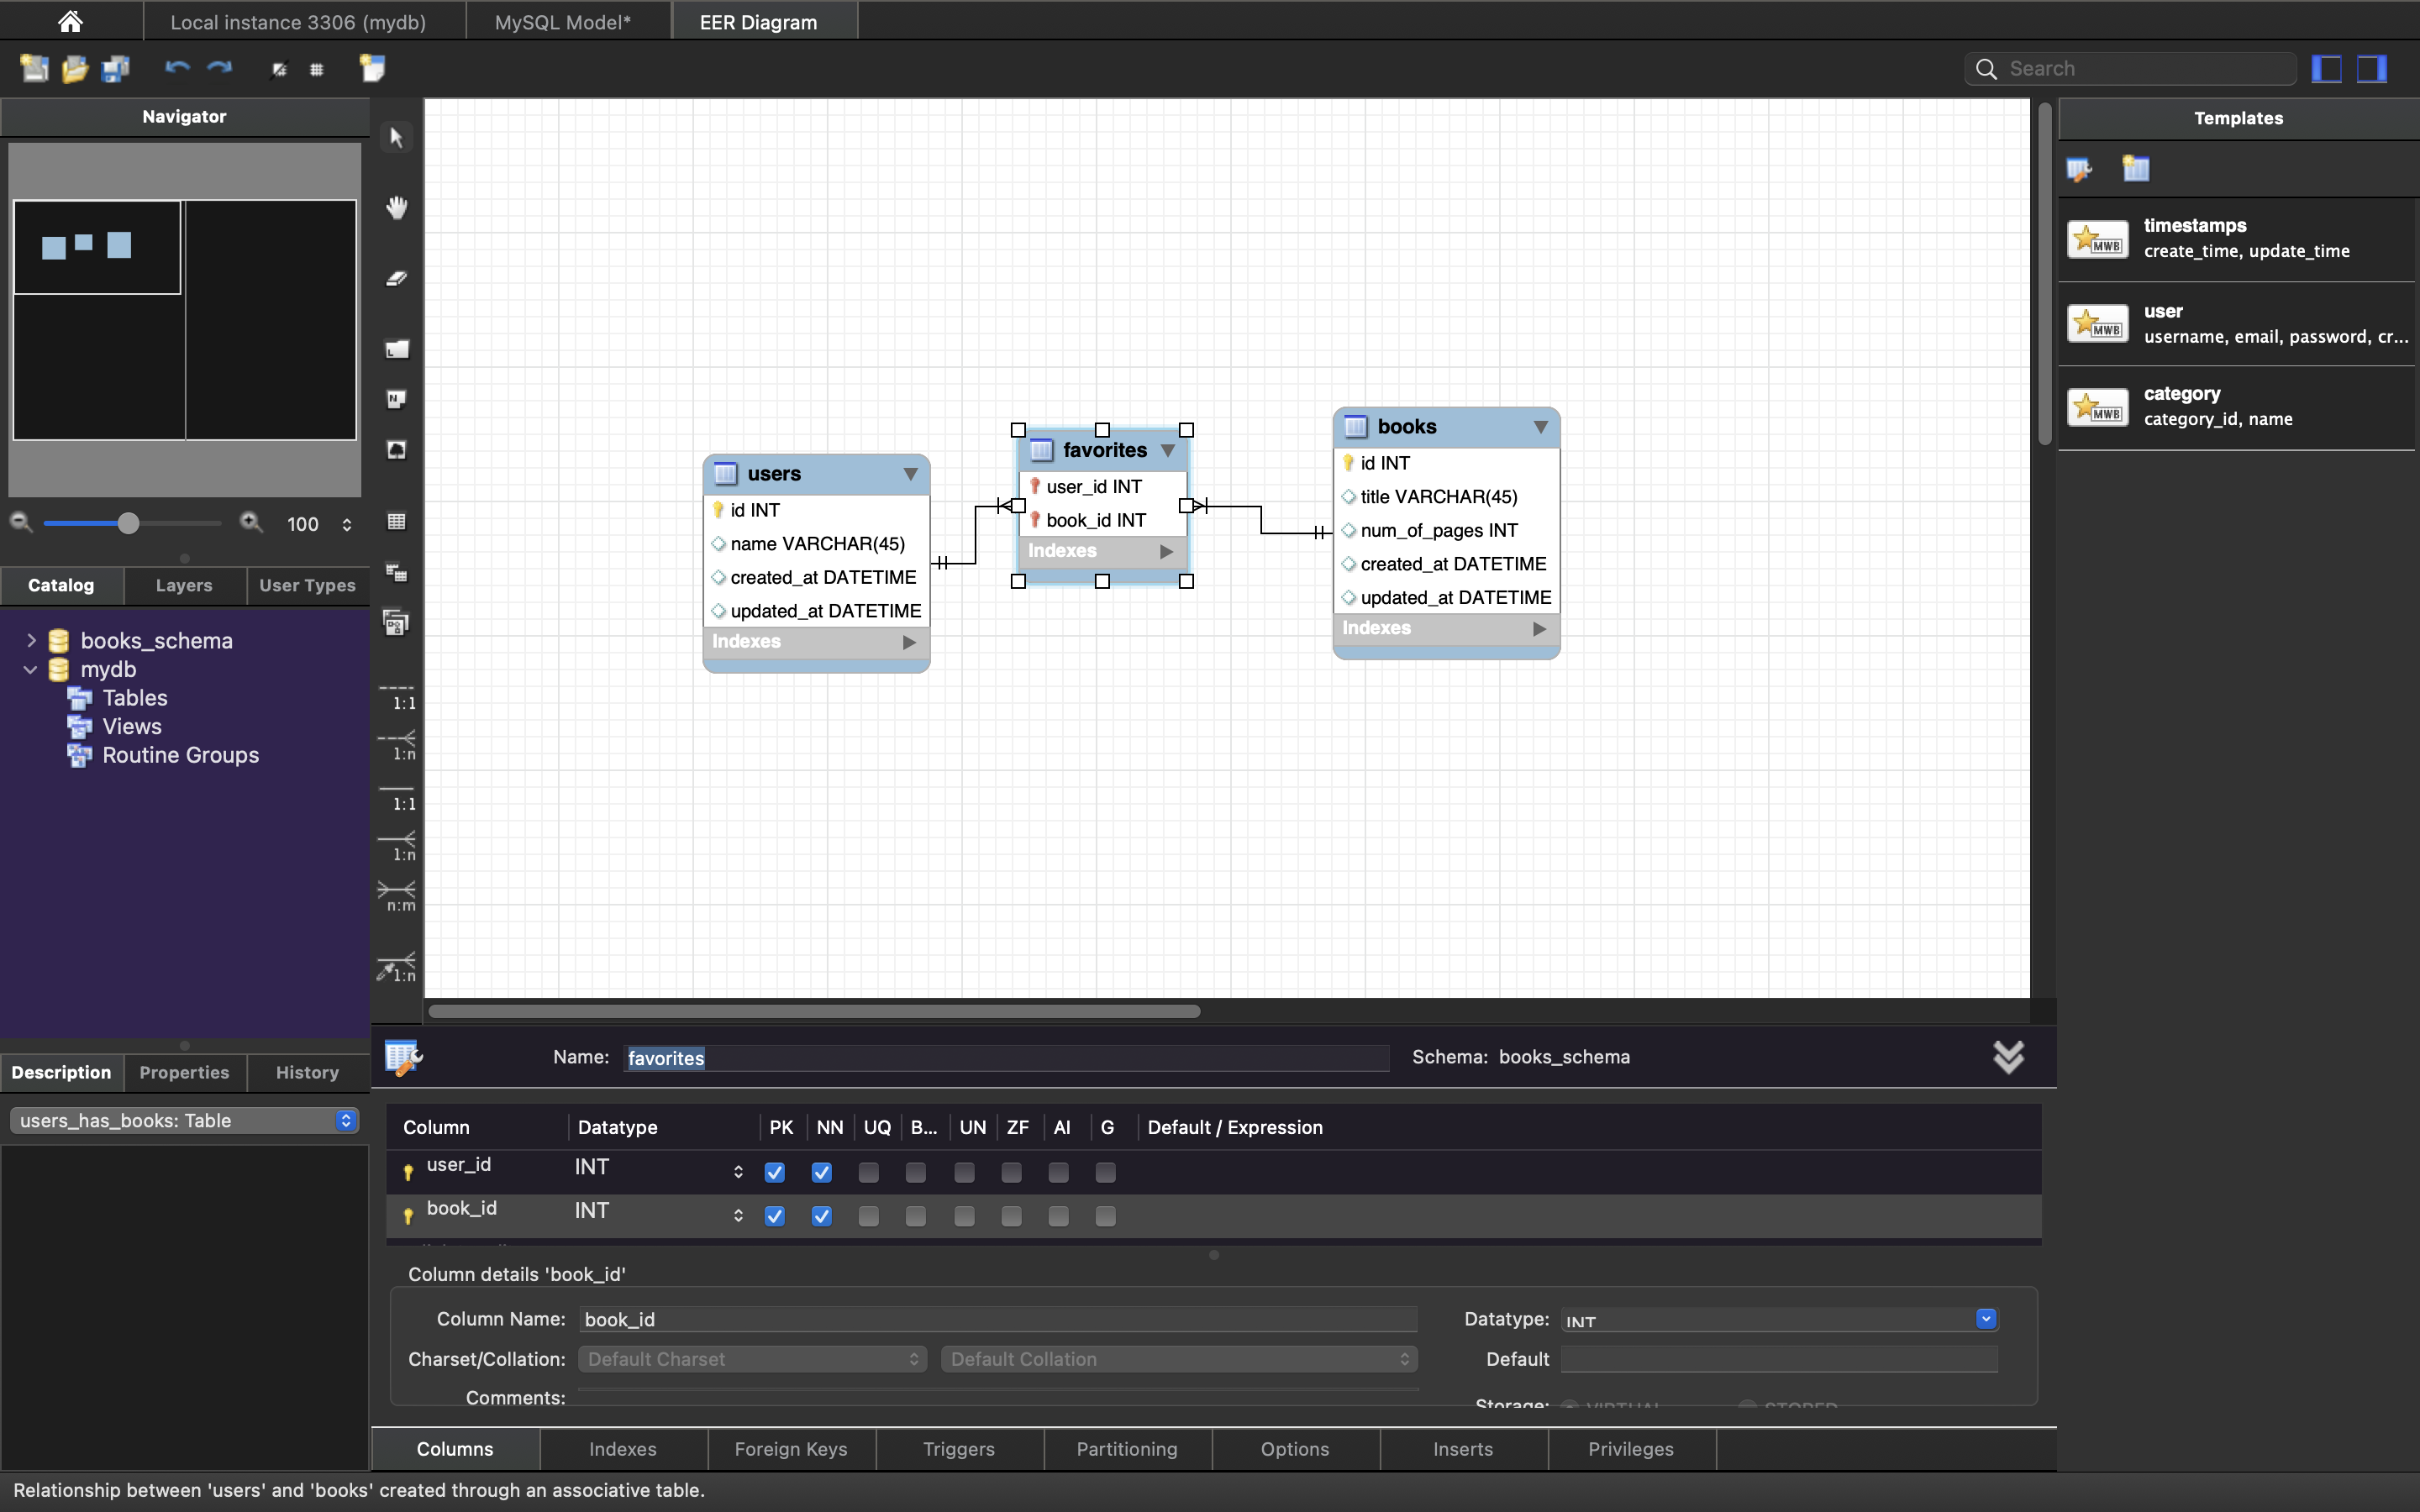 Local instance 3306 (mydb)
MySQL Model*
EER Diagram
Search
Navigator
100
Catalog
Layers
User Types
books_schema
mydb
Tables
Views
Routine Groups
Description
Properties
History
users_has_books: Table
L
N
1:1
1:n
1:1
1:n
n:m
1:n
users
id INT
name VARCHAR(45)
created_at DATETIME
updated_at DATETIME
Indexes
favorites
user_id INT
book_id INT
Indexes
books
id INT
title VARCHAR(45)
num_of_pages INT
created_at DATETIME
updated_at DATETIME
Indexes
Templates
MWB
timestamps
create_time, update_time
MWB
user
username, email, password, cr...
MWB
category
category_id, name
Name: favorites
Schema: books_schema
Column Datatype PK NN UQ B... UN ZF AI G Default / Expression
user_id INT
book_id INT
Column details 'book_id'
Column Name: book_id
Datatype: INT
Charset/Collation: Default Charset Default Collation
Default
Comments:
Storage: VIRTUAL STORED
Columns Indexes Foreign Keys Triggers Partitioning Options Inserts Privileges
Relationship between 'users' and 'books' created through an associative table.